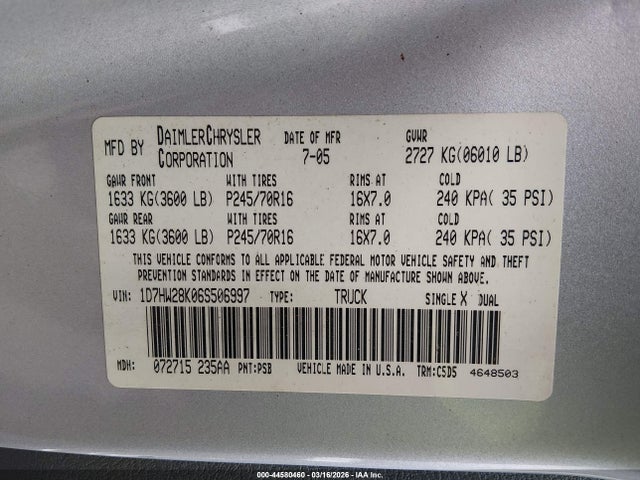 MFD BY DAIMLERCHRYSLER CORPORATION DATE OF MFR 7-05 GVWR 2727 KG(06010 LB)
GAWR FRONT WITH TIRES RIMS AT COLD
1633 KG(3600 LB) P245/70R16 16X7.0 240 KPA( 35 PSI)
GAWR REAR WITH TIRES RIMS AT COLD
1633 KG(3600 LB) P245/70R16 16X7.0 240 KPA( 35 PSI)
THIS VEHICLE CONFORMS TO ALL APPLICABLE FEDERAL MOTOR VEHICLE SAFETY AND THEFT
PREVENTION STANDARDS IN EFFECT ON THE DATE OF MANUFACTURE SHOWN ABOVE.
VIN: 1D7HW28K06S506997 TYPE: TRUCK SINGLE X DUAL
MDH: 072715 235AA PNT:PSB VEHICLE MADE IN U.S.A. TRM:C5D5 4648503
000-44580460 - 03/16/2026 - IAA Inc.